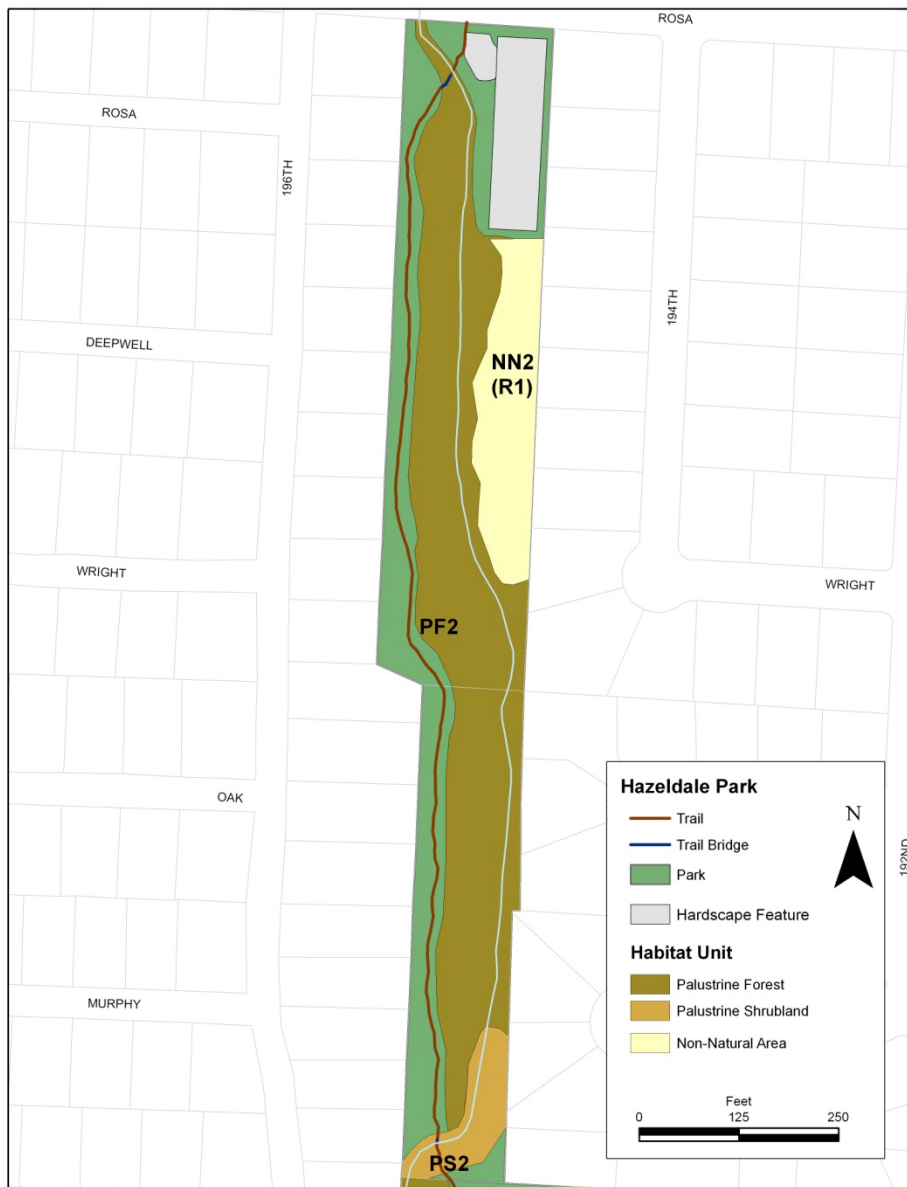 ROSA
ROSA
196TH
194TH
DEEPWELL
NN2
(R1)
WRIGHT
WRIGHT
PF2
OAK
192ND
MURPHY
PS2
Hazeldale Park
N
Trail
Trail Bridge
Park
Hardscape Feature
Habitat Unit
Palustrine Forest
Palustrine Shrubland
Non-Natural Area
Feet
0 125 250